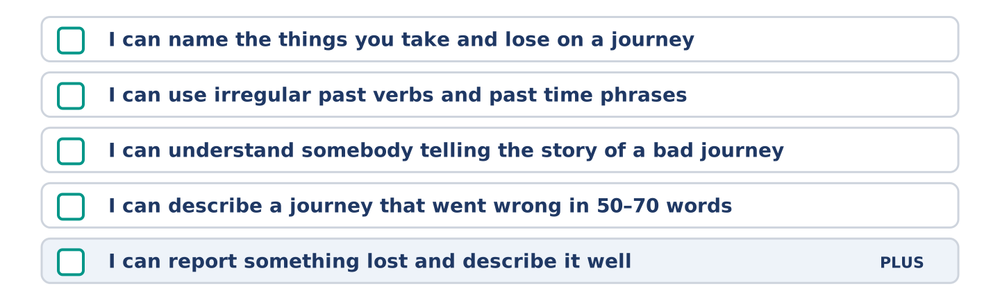 I can name the things you take and lose on a journey
I can use irregular past verbs and past time phrases
I can understand somebody telling the story of a bad journey
I can describe a journey that went wrong in 50–70 words
I can report something lost and describe it well PLUS